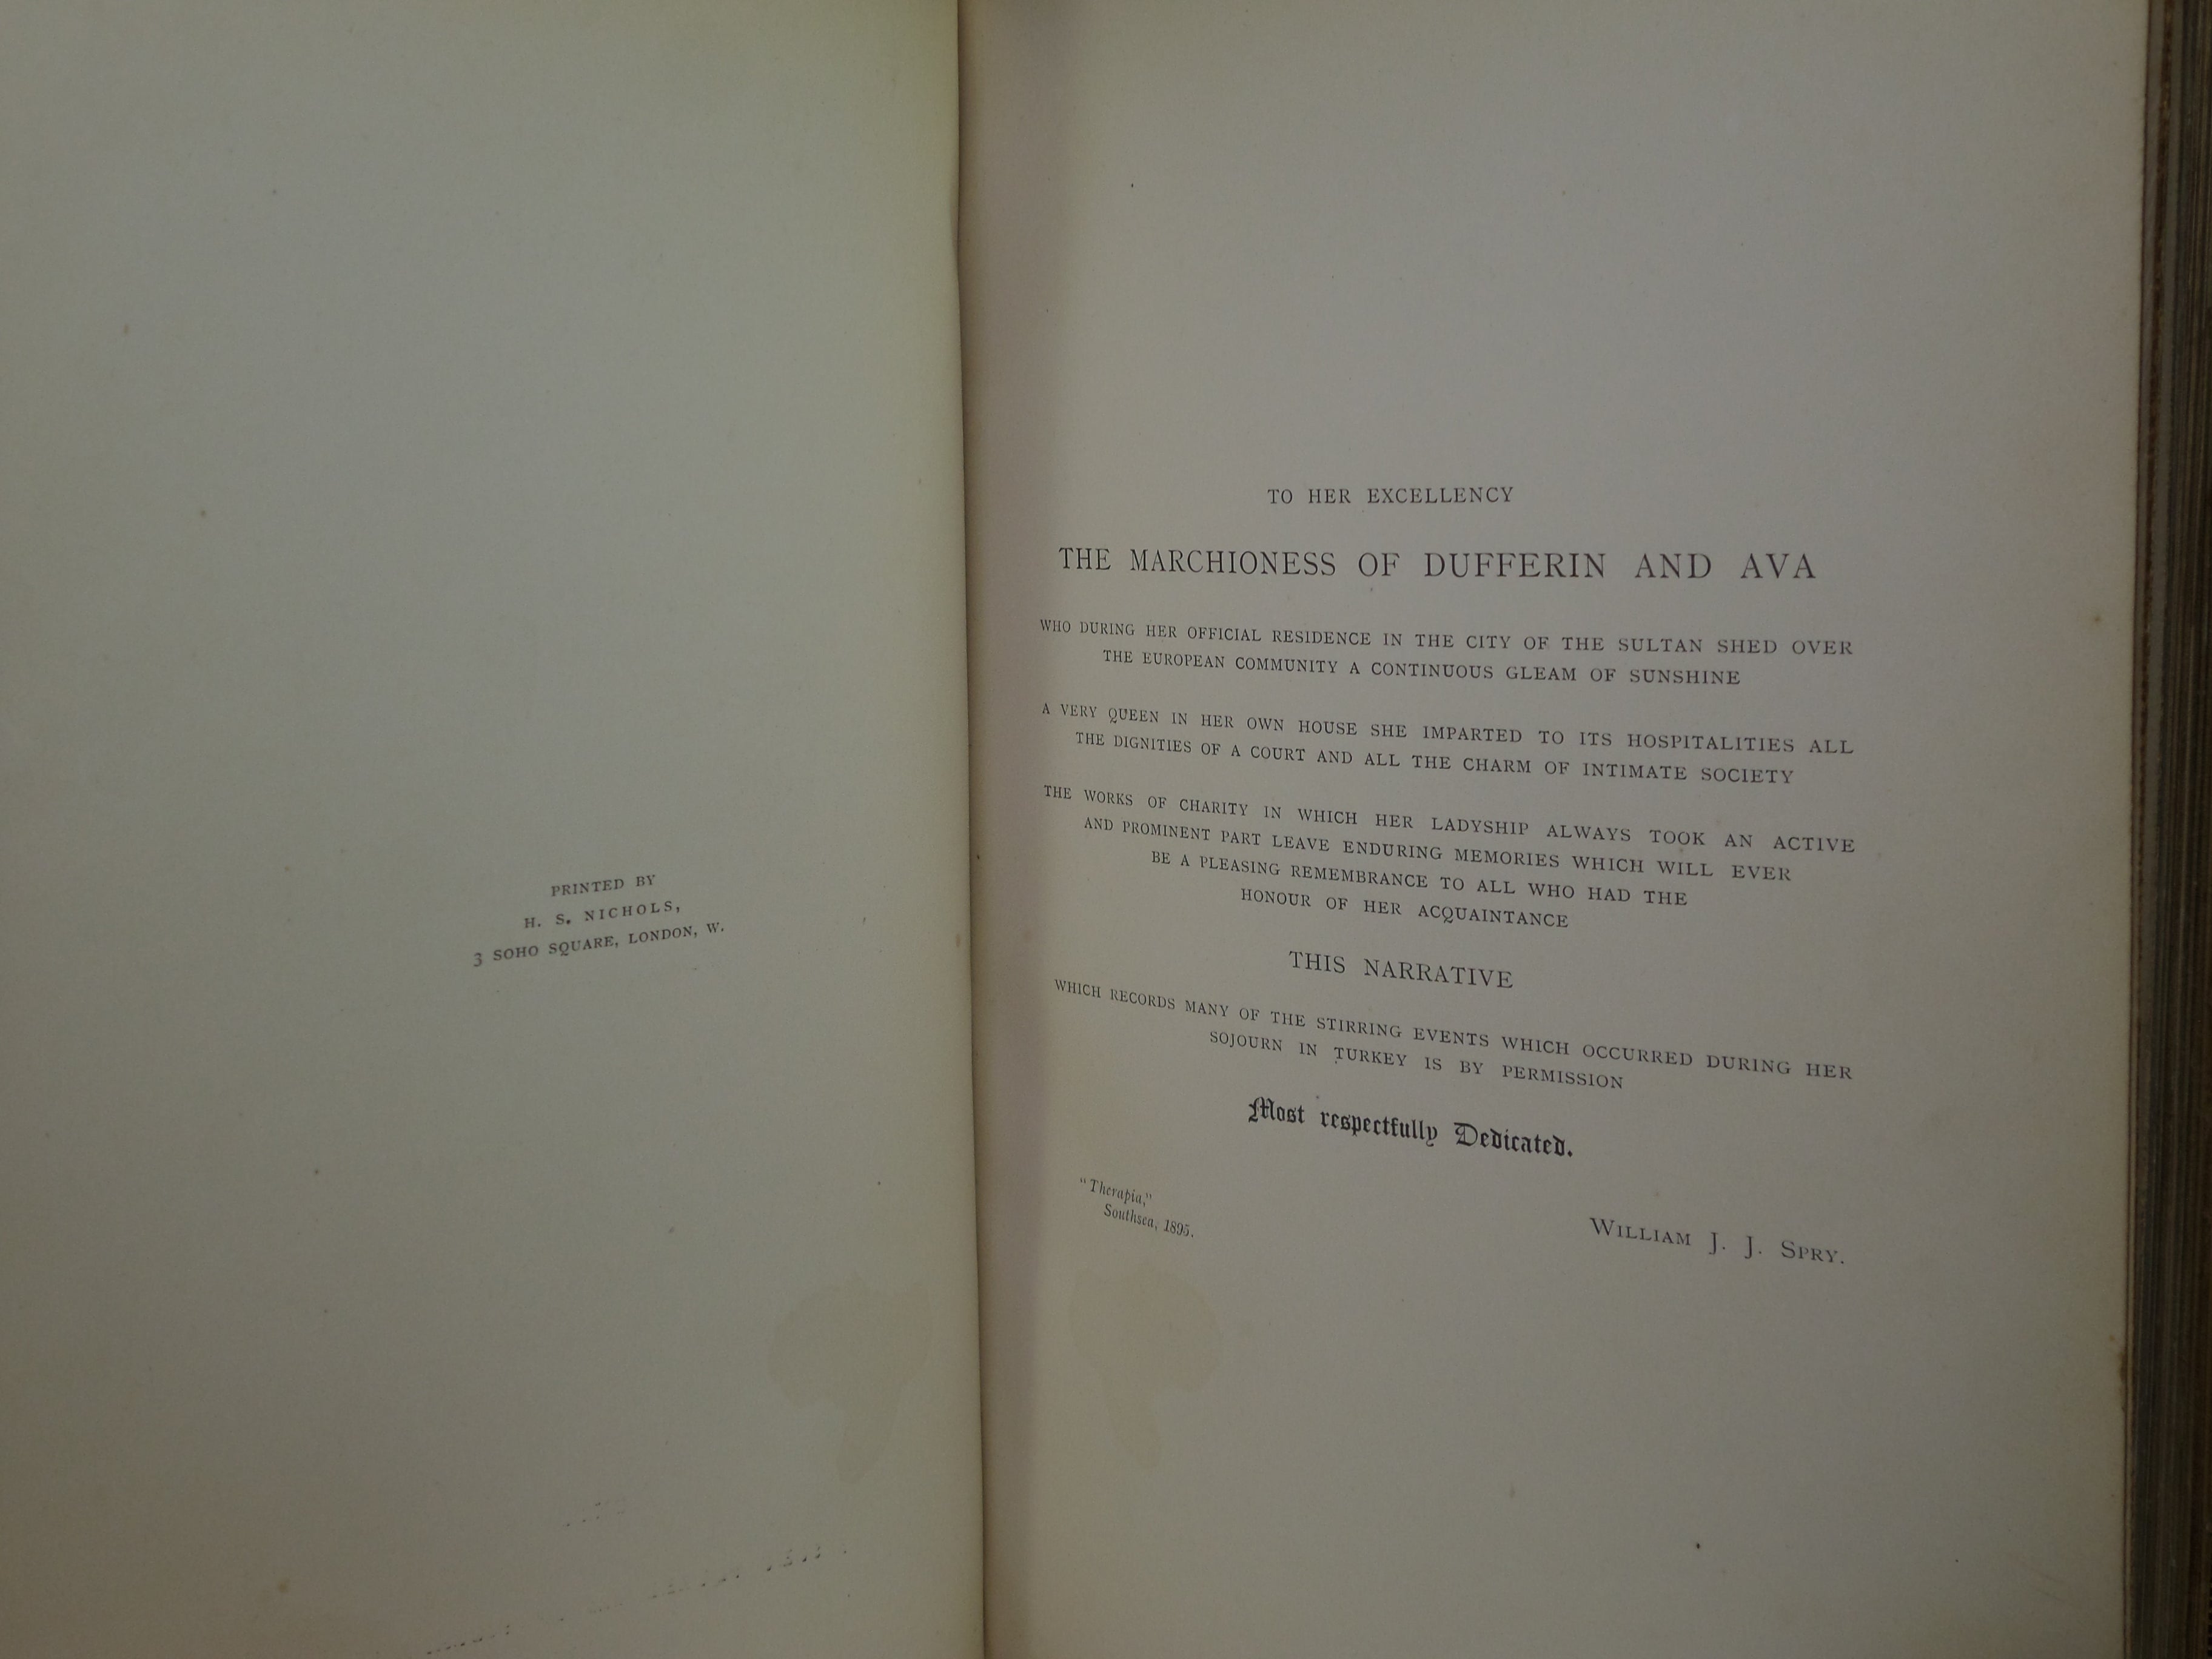 PRINTED BY
H. S. NICHOLS,
3 SOHO SQUARE, LONDON, W.
TO HER EXCELLENCY
THE MARCHIONESS OF DUFFERIN AND AVA
WHO DURING HER OFFICIAL RESIDENCE IN THE CITY OF THE SULTAN SHED OVER
THE EUROPEAN COMMUNITY A CONTINUOUS GLEAM OF SUNSHINE
A VERY QUEEN IN HER OWN HOUSE SHE IMPARTED TO ITS HOSPITALITIES ALL
THE DIGNITIES OF A COURT AND ALL THE CHARM OF INTIMATE SOCIETY
THE WORKS OF CHARITY IN WHICH HER LADYSHIP ALWAYS TOOK AN ACTIVE
AND PROMINENT PART LEAVE ENDURING MEMORIES WHICH WILL EVER
BE A PLEASING REMEMBRANCE TO ALL WHO HAD THE
HONOUR OF HER ACQUAINTANCE
THIS NARRATIVE
WHICH RECORDS MANY OF THE STIRRING EVENTS WHICH OCCURRED DURING HER
SOJOURN IN TURKEY IS BY PERMISSION
Most respectfully Dedicated.
"Therapia,"
Southsea, 1895.
WILLIAM J. J. SPRY.